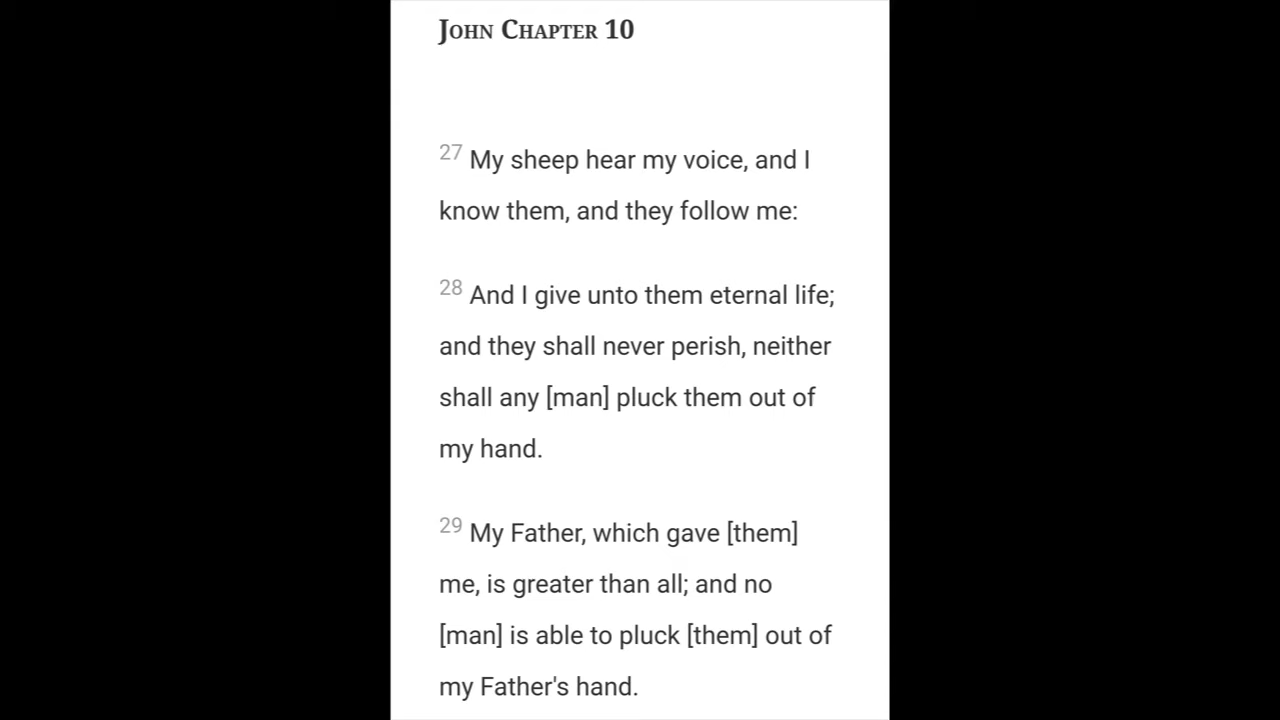 John Chapter 10
27 My sheep hear my voice, and I
know them, and they follow me:
28 And I give unto them eternal life;
and they shall never perish, neither
shall any [man] pluck them out of
my hand.
29 My Father, which gave [them]
me, is greater than all; and no
[man] is able to pluck [them] out of
my Father's hand.